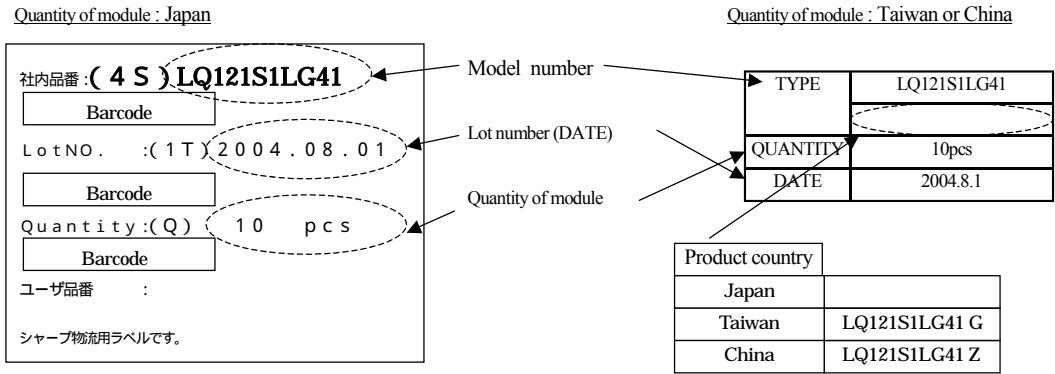 Quantity of module : Japan
Quantity of module : Taiwan or China
社内品番 :(４Ｓ) LQ121S1LG41
Barcode
LotNO. :(1T) 2004.08.01
Barcode
Quantity:(Q) 10 pcs
Barcode
ユーザ品番 :
シャープ物流用ラベルです。
Model number
Lot number (DATE)
Quantity of module
TYPE LQ121S1LG41
QUANTITY 10pcs
DATE 2004.8.1
Product country
Japan
Taiwan LQ121S1LG41 G
China LQ121S1LG41 Z